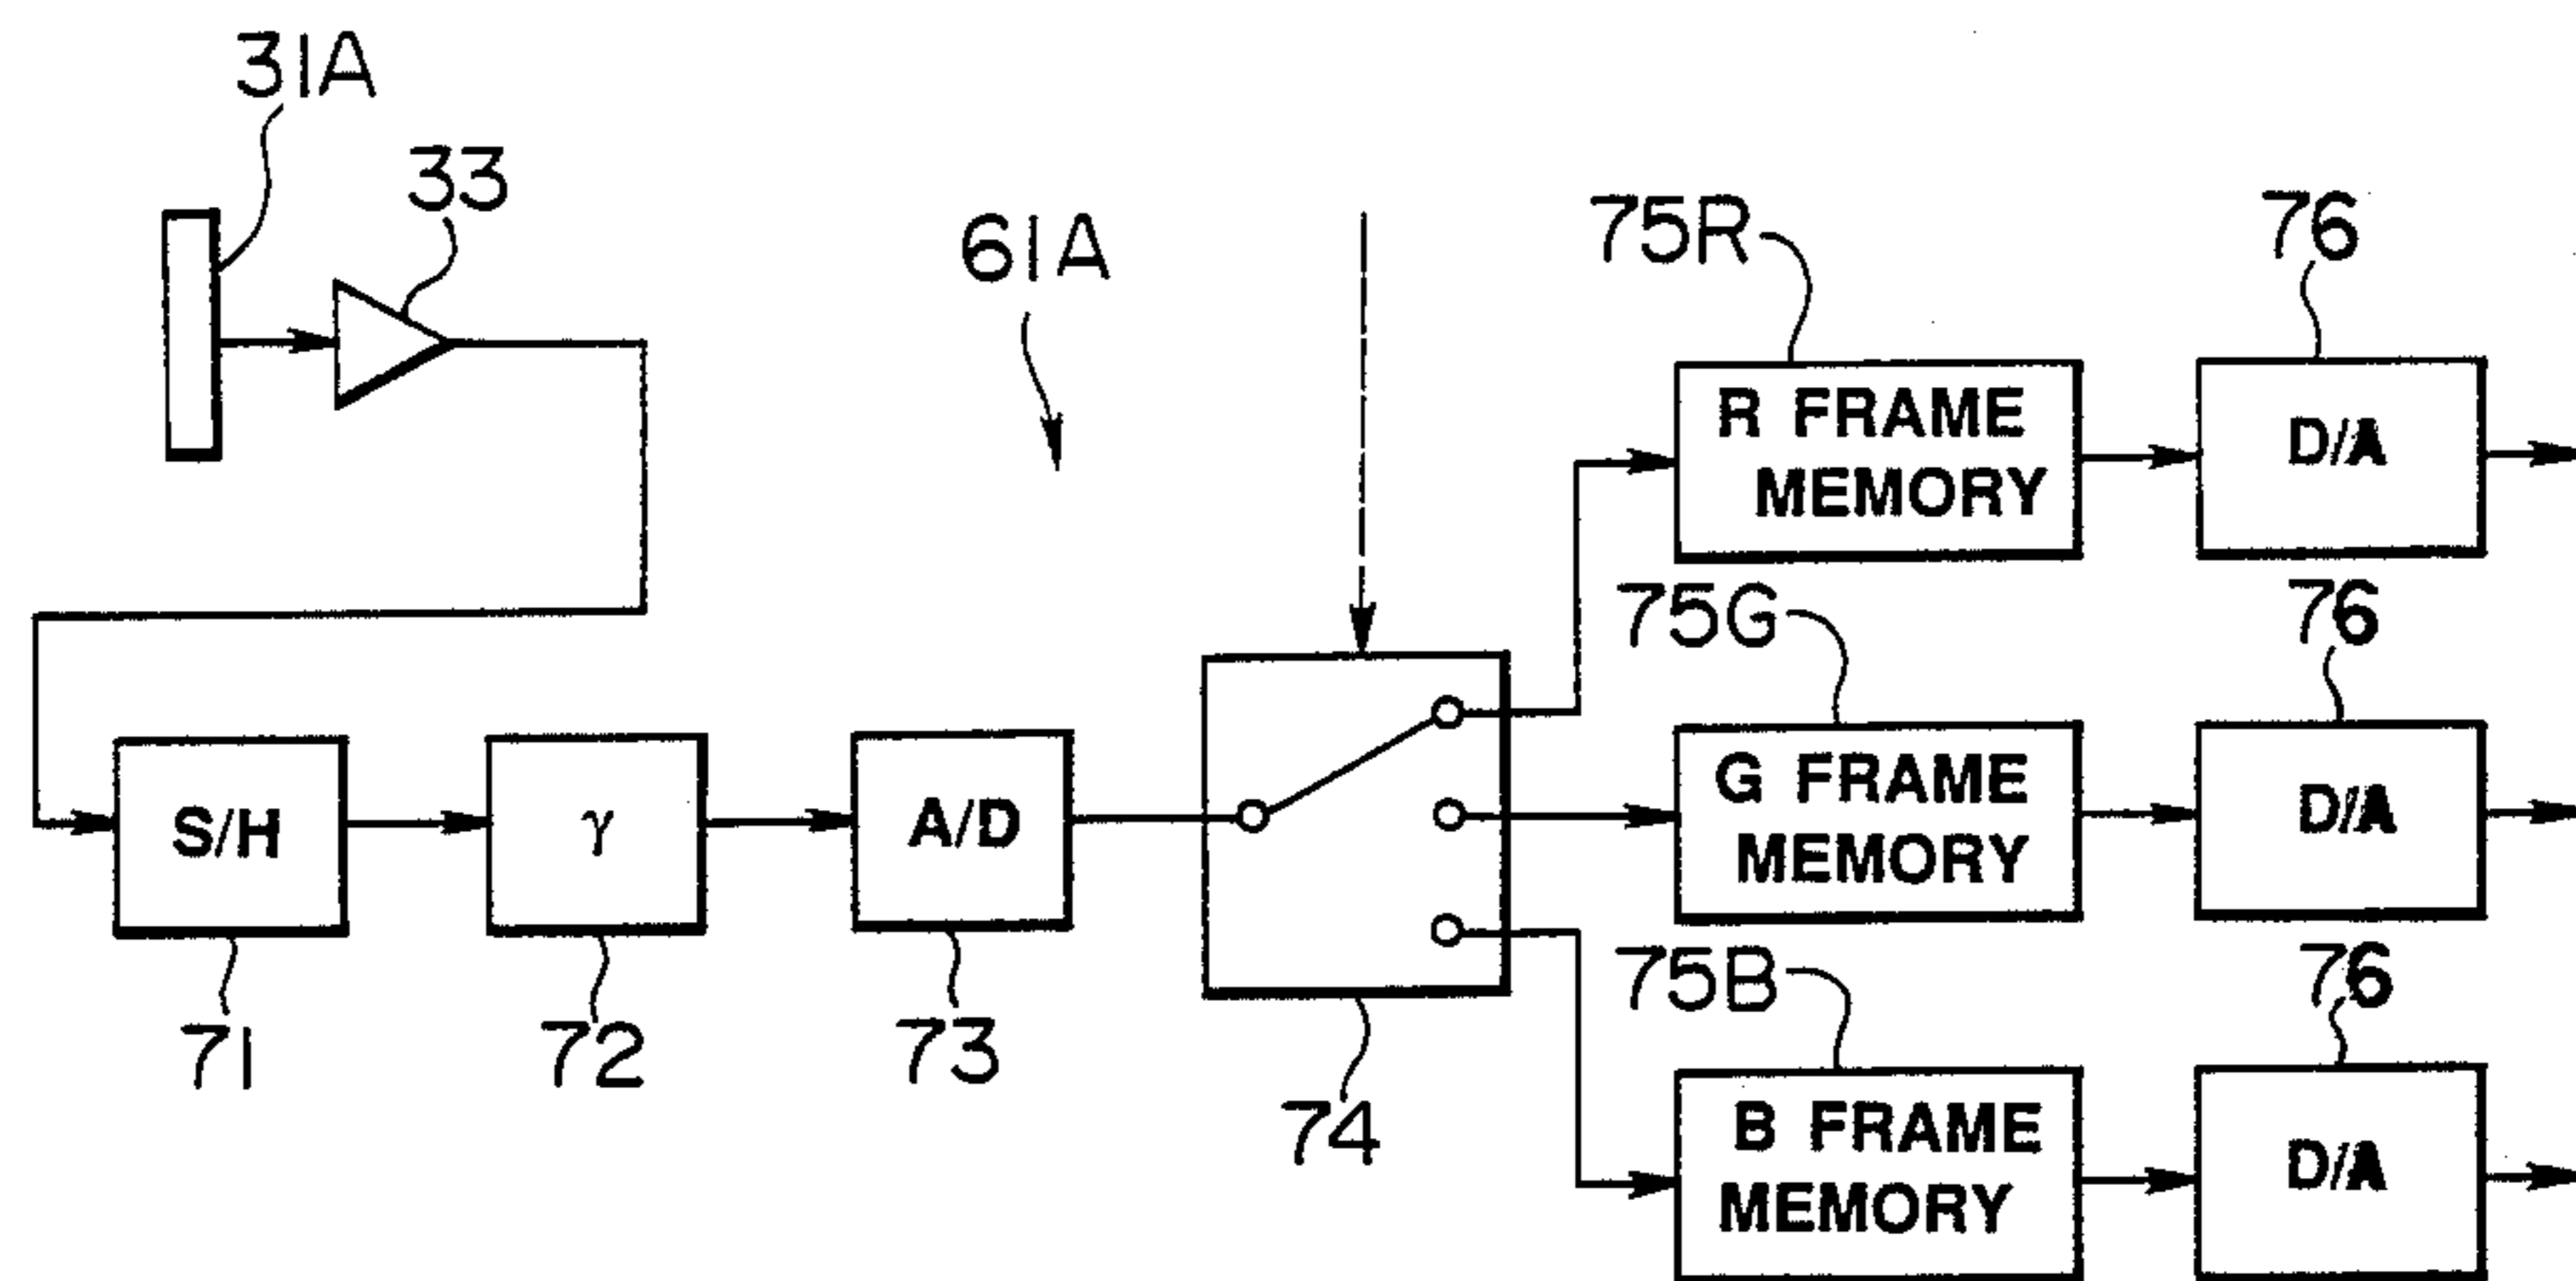 31A
33
61A
75R
76
R FRAME
MEMORY
D/A
75G
76
S/H
γ
A/D
G FRAME
MEMORY
D/A
71
72
73
74
75B
76
B FRAME
MEMORY
D/A